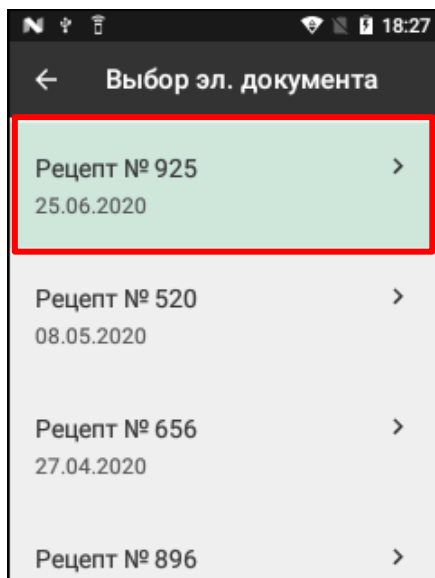 18:27
Выбор эл. документа
Рецепт № 925
25.06.2020
Рецепт № 520
08.05.2020
Рецепт № 656
27.04.2020
Рецепт № 896